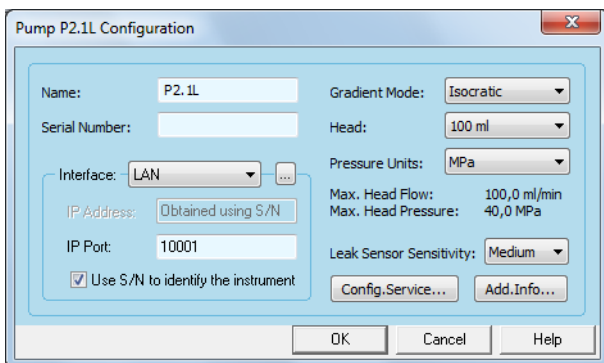 Pump P2.1L Configuration
Name:
P2.1L
Serial Number:
Interface:
LAN
...
IP Address:
Obtained using S/N
IP Port:
10001
Use S/N to identify the instrument
Gradient Mode:
Isocratic
Head:
100 ml
Pressure Units:
MPa
Max. Head Flow: 100,0 ml/min
Max. Head Pressure: 40,0 MPa
Leak Sensor Sensitivity:
Medium
Config.Service...
Add.Info...
OK
Cancel
Help